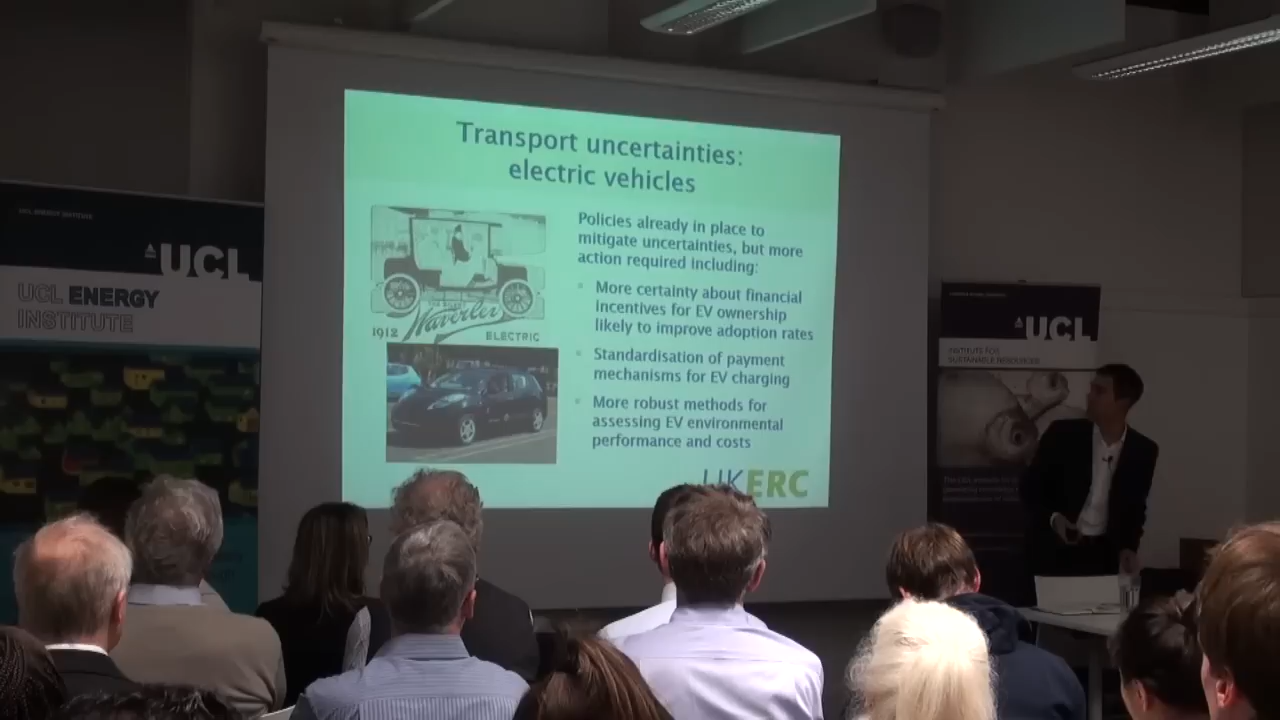 Transport uncertainties:
electric vehicles
Policies already in place to
mitigate uncertainties, but more
action required including:
More certainty about financial
incentives for EV ownership
likely to improve adoption rates
Standardisation of payment
mechanisms for EV charging
More robust methods for
assessing EV environmental
performance and costs
1912
Waverley
ELECTRIC
UKERC
UCL ENERGY INSTITUTE
UCL
UCL ENERGY
INSTITUTE
UCL
INSTITUTE FOR
SUSTAINABLE RESOURCES